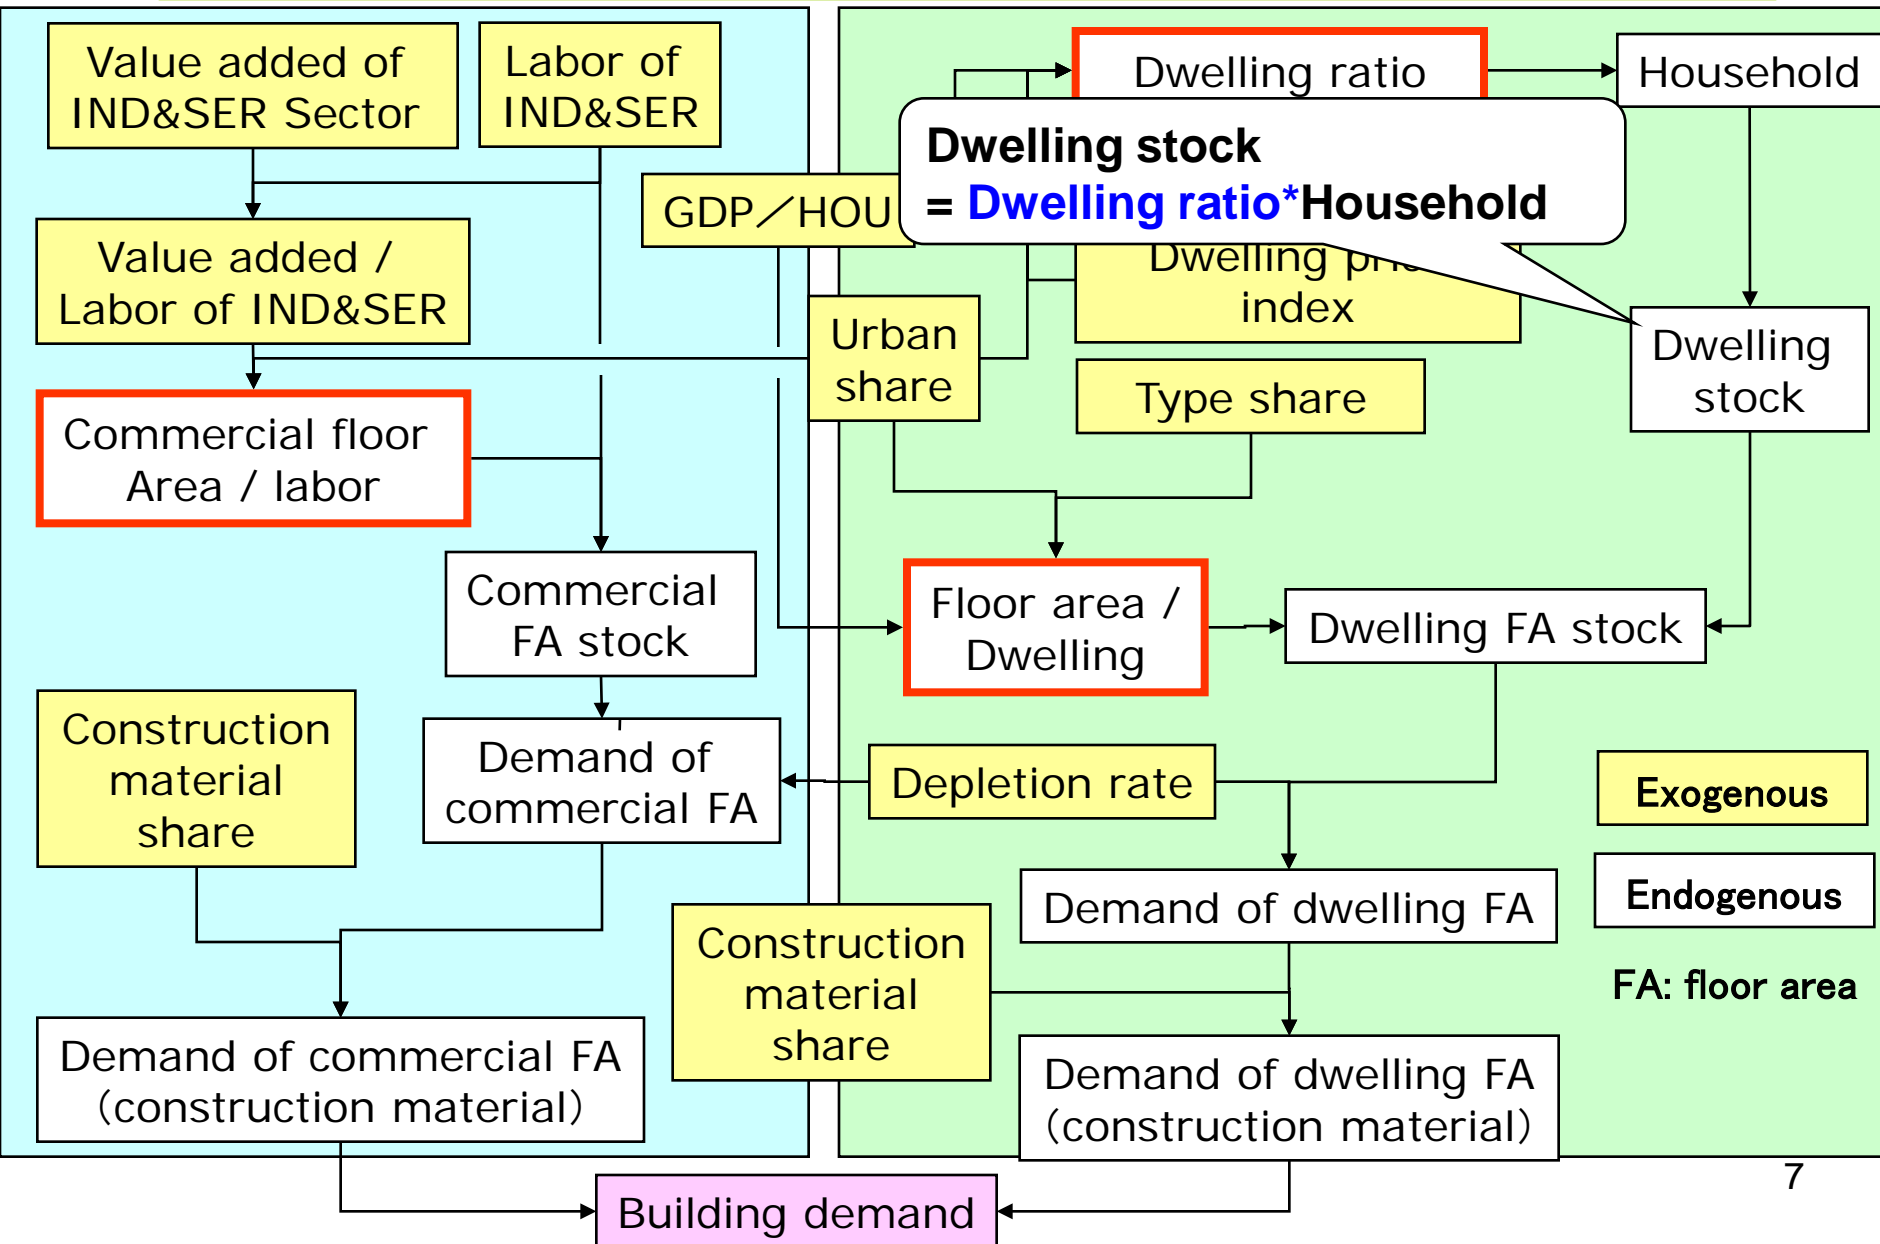 Value added of
IND&SER Sector
Labor of
IND&SER
Value added /
Labor of IND&SER
Commercial floor
Area / labor
Commercial
FA stock
Construction
material
share
Demand of
commercial FA
Demand of commercial FA
(construction material)
GDP／HOU
Urban
share
Dwelling ratio
Household
Dwelling stock
= Dwelling ratio*Household
Dwelling
index
Dwelling
stock
Type share
Floor area /
Dwelling
Dwelling FA stock
Depletion rate
Exogenous
Endogenous
FA: floor area
Demand of dwelling FA
Construction
material
share
Demand of dwelling FA
(construction material)
Building demand
7